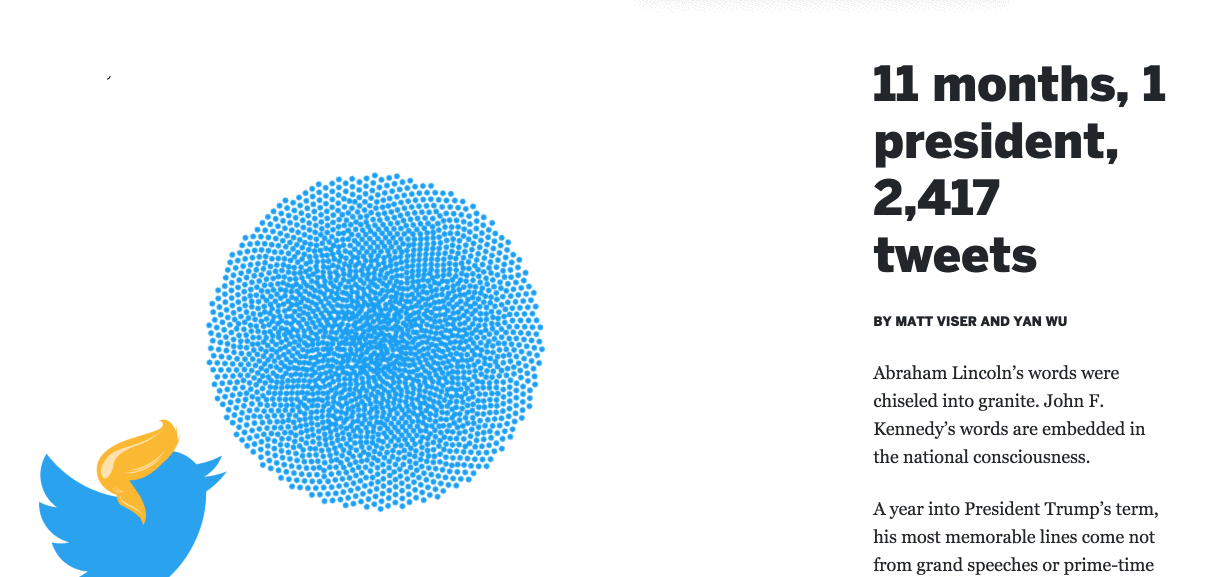 11 months, 1
president,
2,417
tweets
BY MATT VISER AND YAN WU
Abraham Lincoln’s words were
chiseled into granite. John F.
Kennedy’s words are embedded in
the national consciousness.
A year into President Trump’s term,
his most memorable lines come not
from grand speeches or prime-time